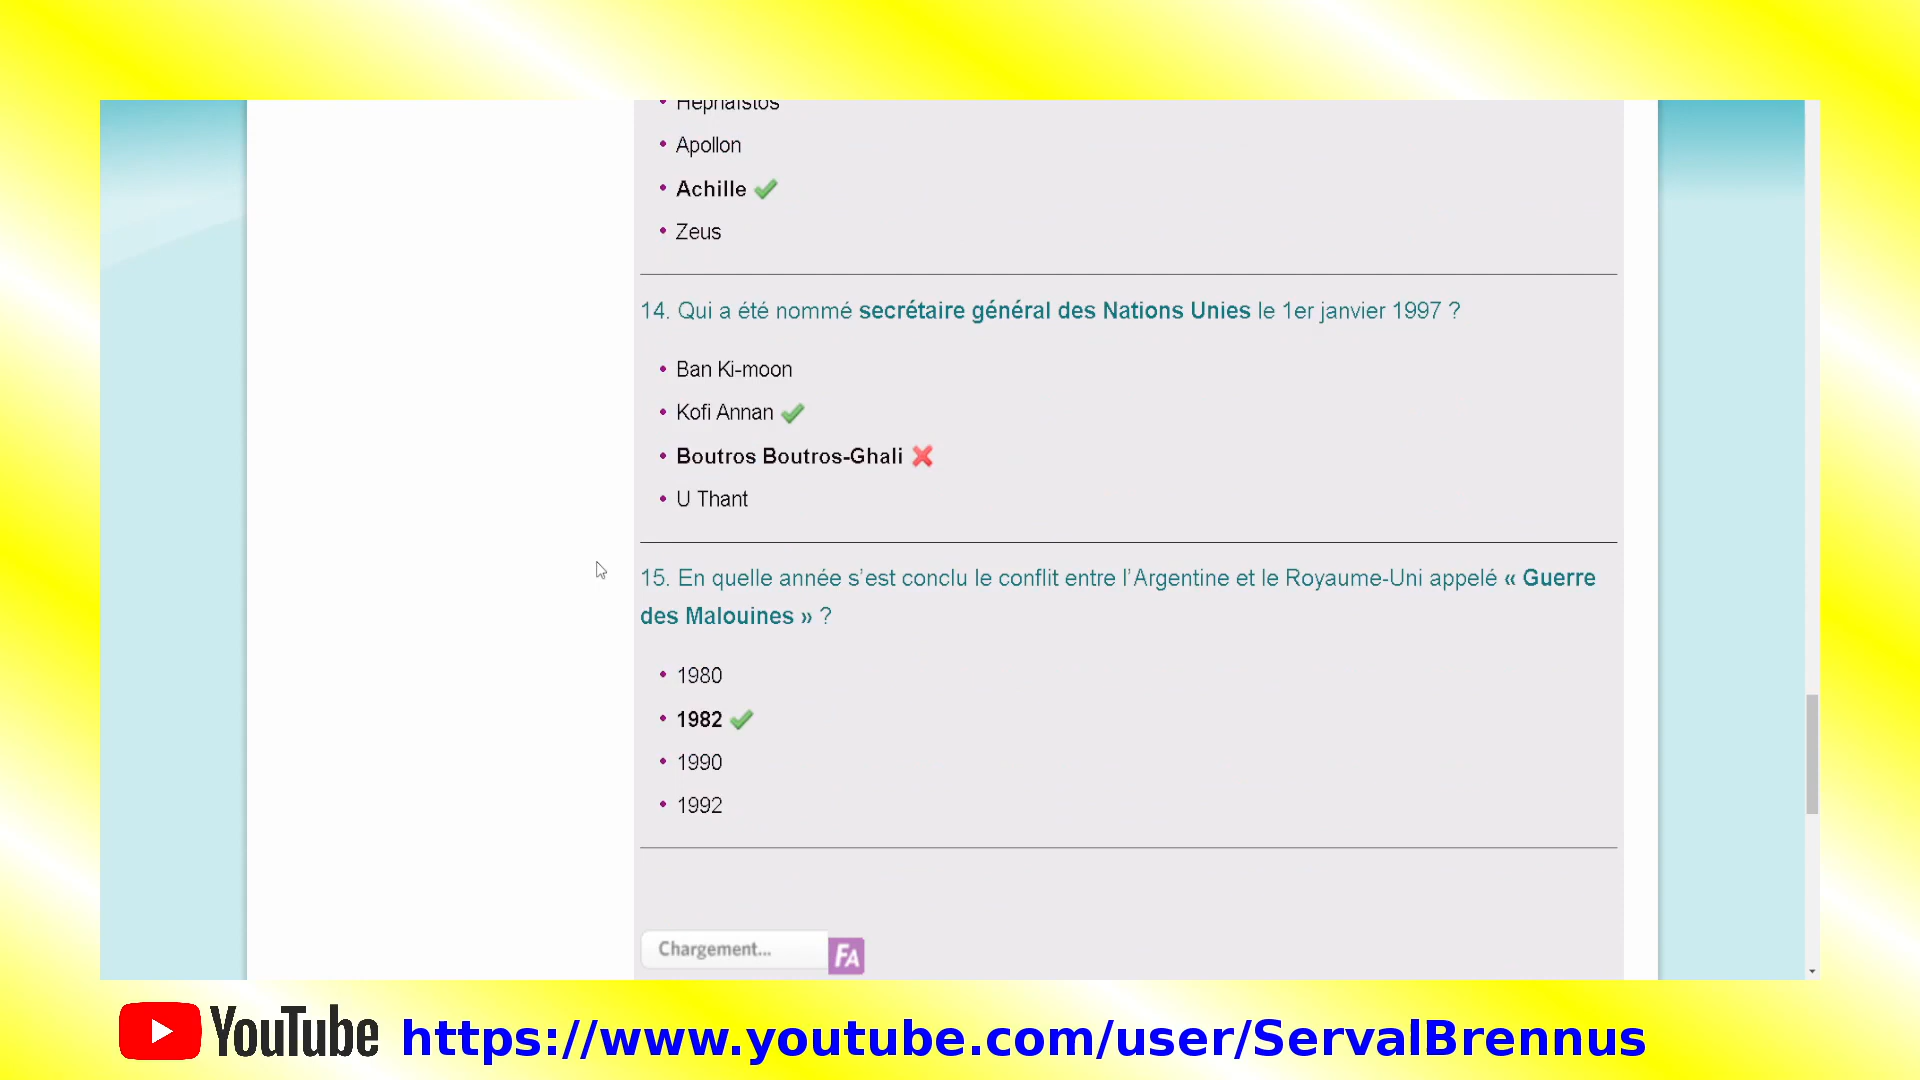 Héphaïstos
Apollon
Achille
Zeus
14. Qui a été nommé secrétaire général des Nations Unies le 1er janvier 1997 ?
Ban Ki-moon
Kofi Annan
Boutros Boutros-Ghali
U Thant
15. En quelle année s’est conclu le conflit entre l’Argentine et le Royaume-Uni appelé « Guerre
des Malouines » ?
1980
1982
1990
1992
Chargement...
FA
YouTube https://www.youtube.com/user/ServalBrennus